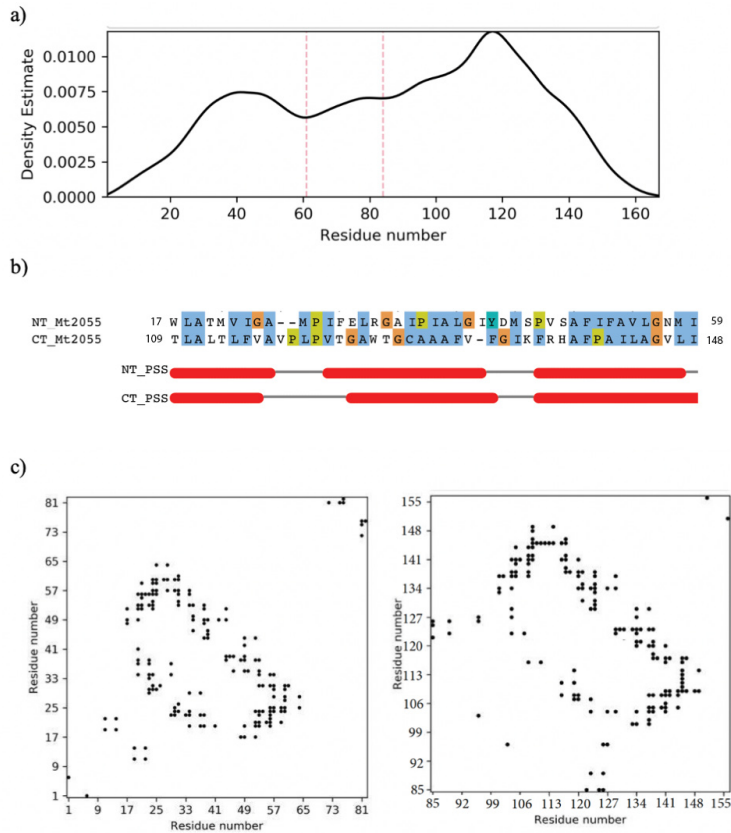 a)
0.0100
0.0075
0.0050
0.0025
0.0000
Density Estimate
20 40 60 80 100 120 140 160
Residue number
b)
NT_Mt2055 17 WLATMVIGA--MPIFELRGAIPIALGIYDMSPVSAFIFAVLGNMI 59
CT_Mt2055 109 TLALTLFVAVPLPVTGAWTGCAAAFV-FGIKFRHAFPAILAGVLI 148
NT_PSS
CT_PSS
c)
81
73
65
57
49
41
33
25
17
9
1
Residue number
1 9 17 25 33 41 49 57 65 73 81
Residue number
155
148
141
134
127
120
113
106
99
92
85
Residue number
85 92 99 106 113 120 127 134 141 148 155
Residue number